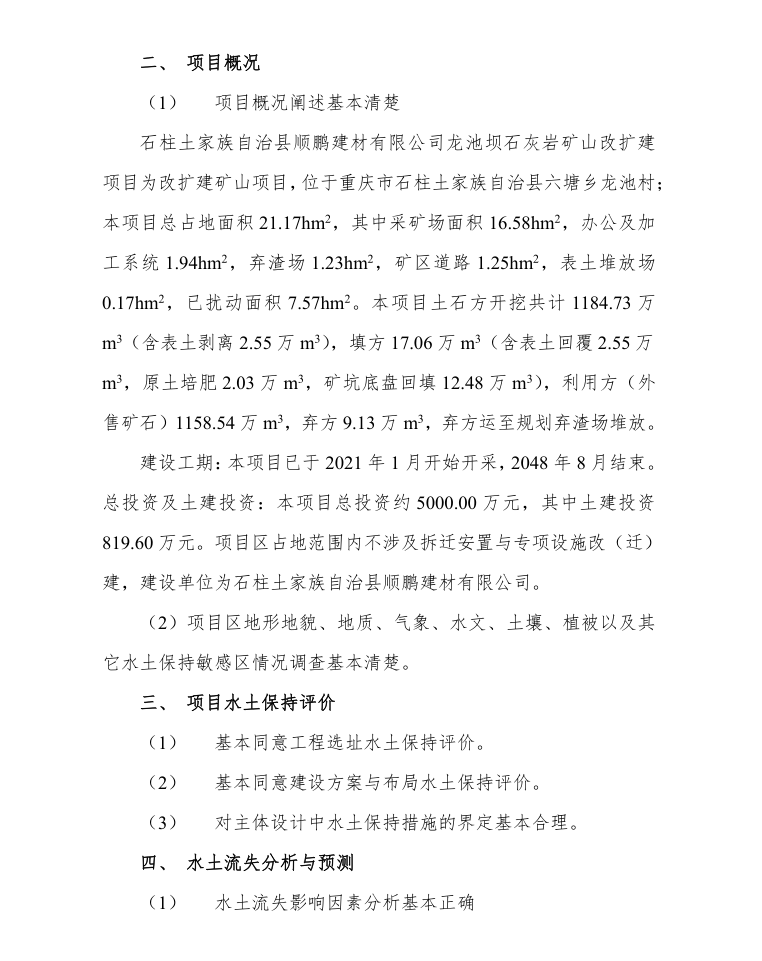 二、 项目概况
（1） 项目概况阐述基本清楚
石柱土家族自治县顺鹏建材有限公司龙池坝石灰岩矿山改扩建
项目为改扩建矿山项目，位于重庆市石柱土家族自治县六塘乡龙池村；
本项目总占地面积 21.17hm²，其中采矿场面积 16.58hm²，办公及加
工系统 1.94hm²，弃渣场 1.23hm²，矿区道路 1.25hm²，表土堆放场
0.17hm²，已扰动面积 7.57hm²。本项目土石方开挖共计 1184.73 万
m³（含表土剥离 2.55 万 m³），填方 17.06 万 m³（含表土回覆 2.55 万
m³，原土培肥 2.03 万 m³，矿坑底盘回填 12.48 万 m³），利用方（外
售矿石）1158.54 万 m³，弃方 9.13 万 m³，弃方运至规划弃渣场堆放。
建设工期：本项目已于 2021 年 1 月开始开采，2048 年 8 月结束。
总投资及土建投资：本项目总投资约 5000.00 万元，其中土建投资
819.60 万元。项目区占地范围内不涉及拆迁安置与专项设施改（迁）
建，建设单位为石柱土家族自治县顺鹏建材有限公司。
（2）项目区地形地貌、地质、气象、水文、土壤、植被以及其
它水土保持敏感区情况调查基本清楚。
三、 项目水土保持评价
（1） 基本同意工程选址水土保持评价。
（2） 基本同意建设方案与布局水土保持评价。
（3） 对主体设计中水土保持措施的界定基本合理。
四、 水土流失分析与预测
（1） 水土流失影响因素分析基本正确